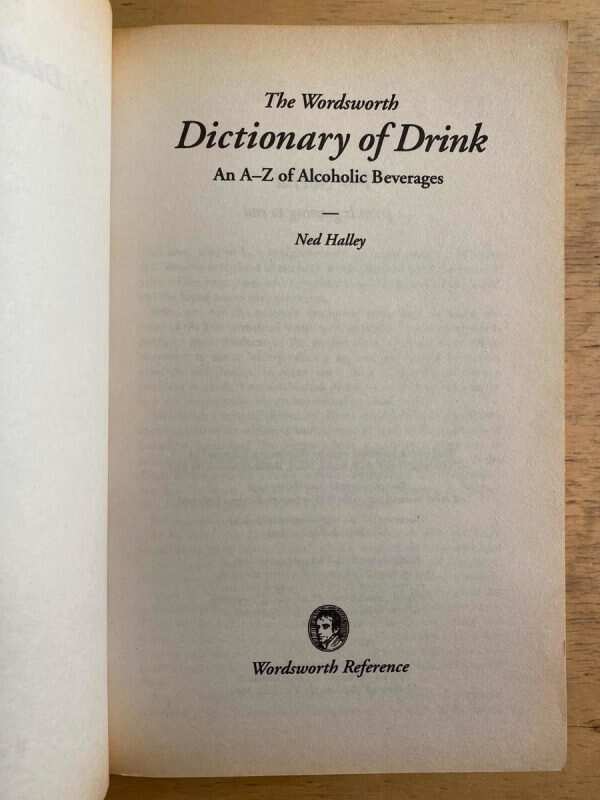 The Wordsworth
Dictionary of Drink
An A–Z of Alcoholic Beverages
—
Ned Halley
Wordsworth Reference